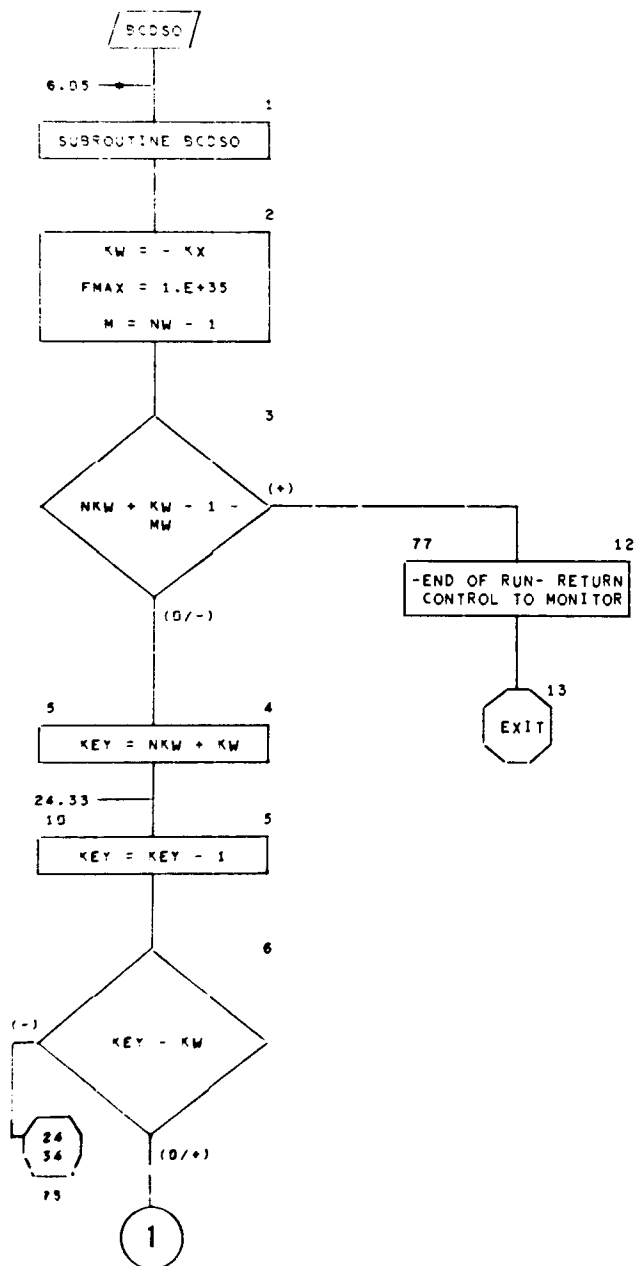 BCDSO
6.05
1
SUBROUTINE BCDSO
2
KW = - KX
FMAX = 1.E+35
M = NW - 1
3
NKW + KW - 1 -
MW
(+)
(0/-)
77 12
-END OF RUN- RETURN
CONTROL TO MONITOR
13
EXIT
5 4
KEY = NKW + KW
24.33
10 5
KEY = KEY - 1
6
(-)
KEY - KW
24
34
75
(0/+)
1